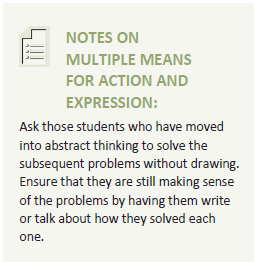 NOTES ON
MULTIPLE MEANS
FOR ACTION AND
EXPRESSION:
Ask those students who have moved
into abstract thinking to solve the
subsequent problems without drawing.
Ensure that they are still making sense
of the problems by having them write
or talk about how they solved each
one.